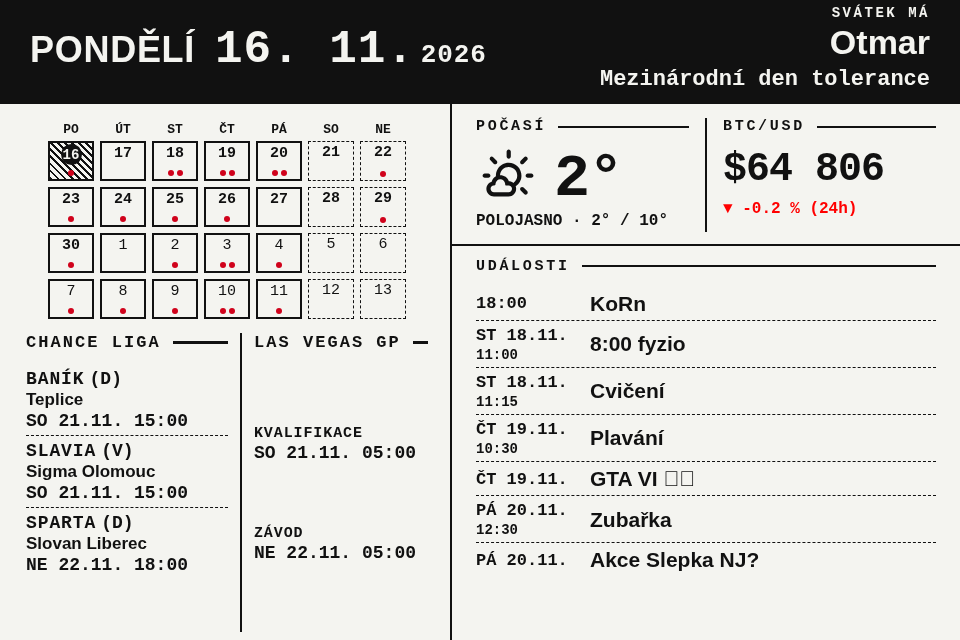 PONDĚLÍ 16. 11. 2026
SVÁTEK MÁ
Otmar
Mezinárodní den tolerance
PO ÚT ST ČT PÁ SO NE
16 17 18 19 20 21 22
23 24 25 26 27 28 29
30 1 2 3 4 5 6
7 8 9 10 11 12 13
CHANCE LIGA
BANÍK (D)
Teplice
SO 21.11. 15:00
SLAVIA (V)
Sigma Olomouc
SO 21.11. 15:00
SPARTA (D)
Slovan Liberec
NE 22.11. 18:00
LAS VEGAS GP
KVALIFIKACE
SO 21.11. 05:00
ZÁVOD
NE 22.11. 05:00
POČASÍ
2°
POLOJASNO · 2° / 10°
BTC/USD
$64 806
▼ -0.2 % (24h)
UDÁLOSTI
18:00 KoRn
ST 18.11. 11:00 8:00 fyzio
ST 18.11. 11:15 Cvičení
ČT 19.11. 10:30 Plavání
ČT 19.11. GTA VI
PÁ 20.11. 12:30 Zubařka
PÁ 20.11. Akce Slepka NJ?